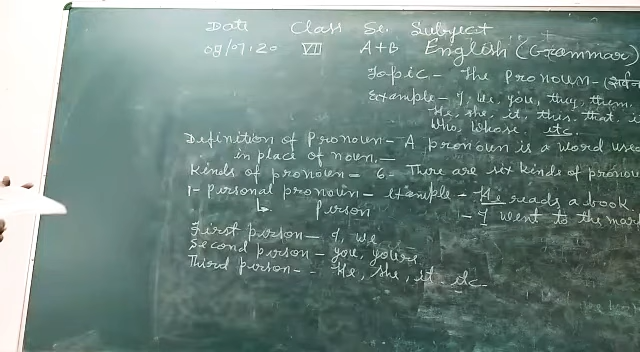 Date Class Se. Subject
08/07.20 VII A+B English (Grammar)
Topic - The Pronoun - (सर्वन
Example - I, we, you, they, them,
He, she, it, this, that, i
Who, whose. etc.
Definition of Pronoun - A pronoun is a word used
in place of noun. -
Kinds of pronoun = 6 = There are six kinds of pronou
1 - Personal pronoun - example - He reads a book
Person - I went to the mar
First person - I, we
Second person - you, yours
Third person - - He, she, it etc